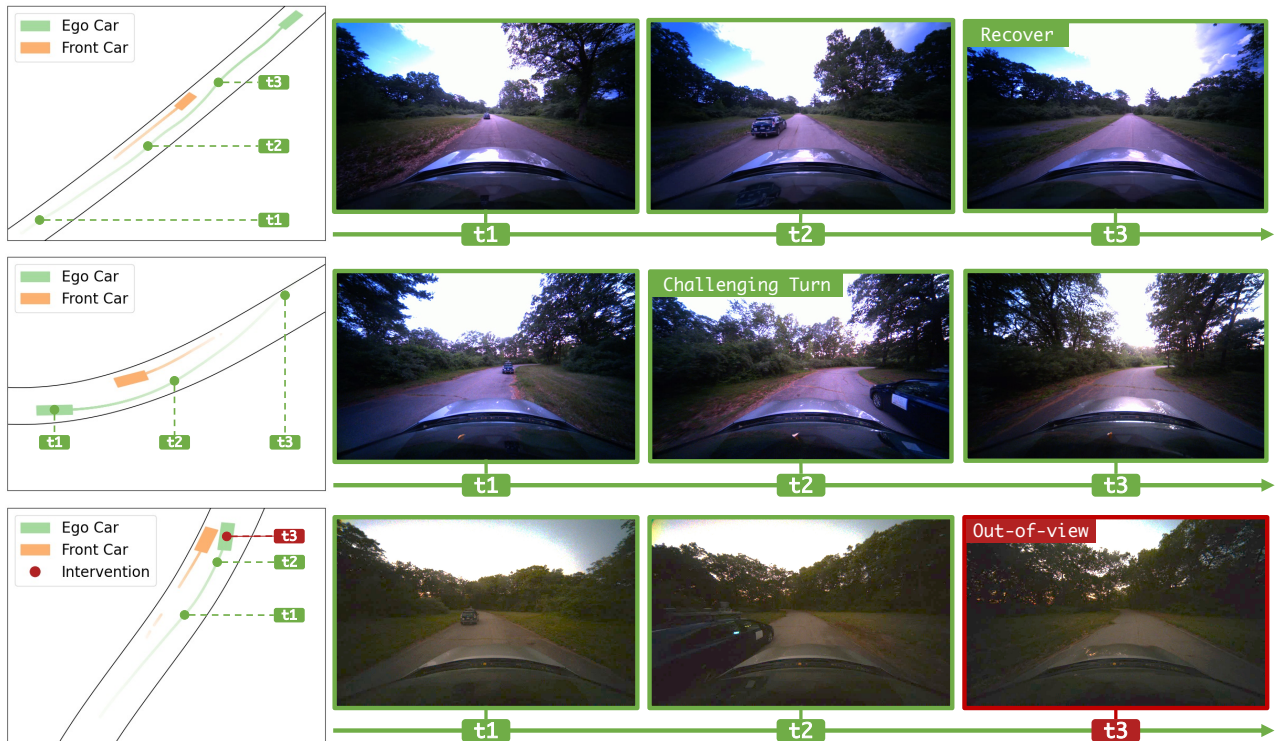 Ego Car
Front Car
t3
t2
t1
Recover
t1
t2
t3
Ego Car
Front Car
t1
t2
t3
Challenging Turn
t1
t2
t3
Ego Car
Front Car
Intervention
t3
t2
t1
Out-of-view
t1
t2
t3